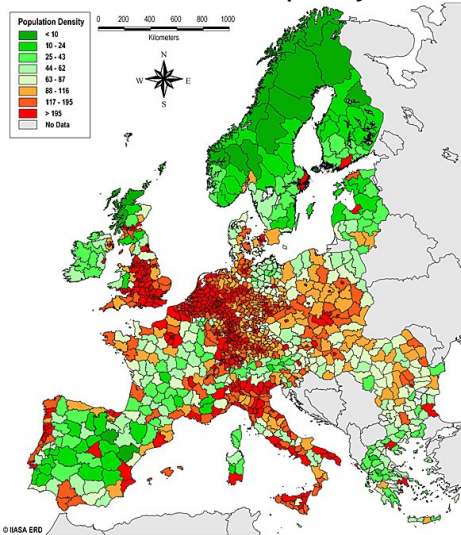 Population Density
< 10
10 - 24
25 - 43
44 - 62
63 - 87
88 - 116
117 - 195
> 195
No Data
0 200 400 600 800 1000
Kilometers
N
W E
S
© IIASA ERD